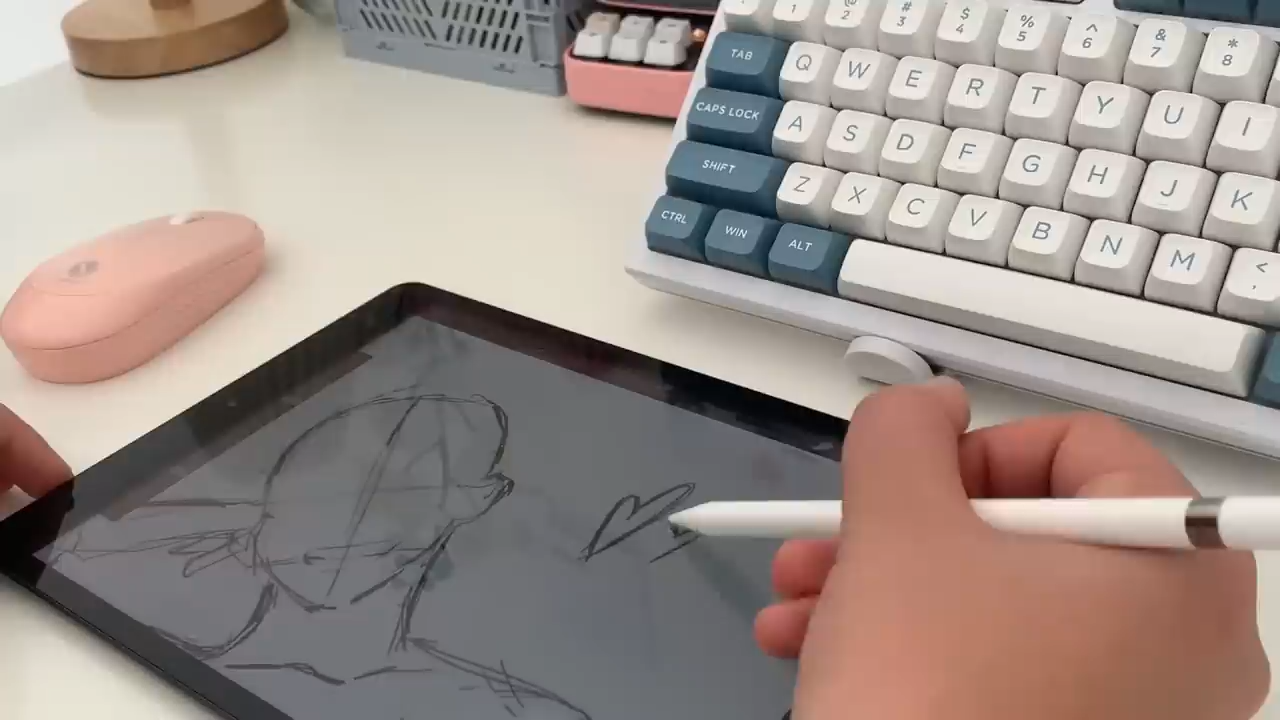 ! 1 @ 2 # 3 $ 4 % 5 ^ 6 & 7 * 8
TAB Q W E R T Y U I
CAPS LOCK A S D F G H J K
SHIFT Z X C V B N M < ,
CTRL WIN ALT